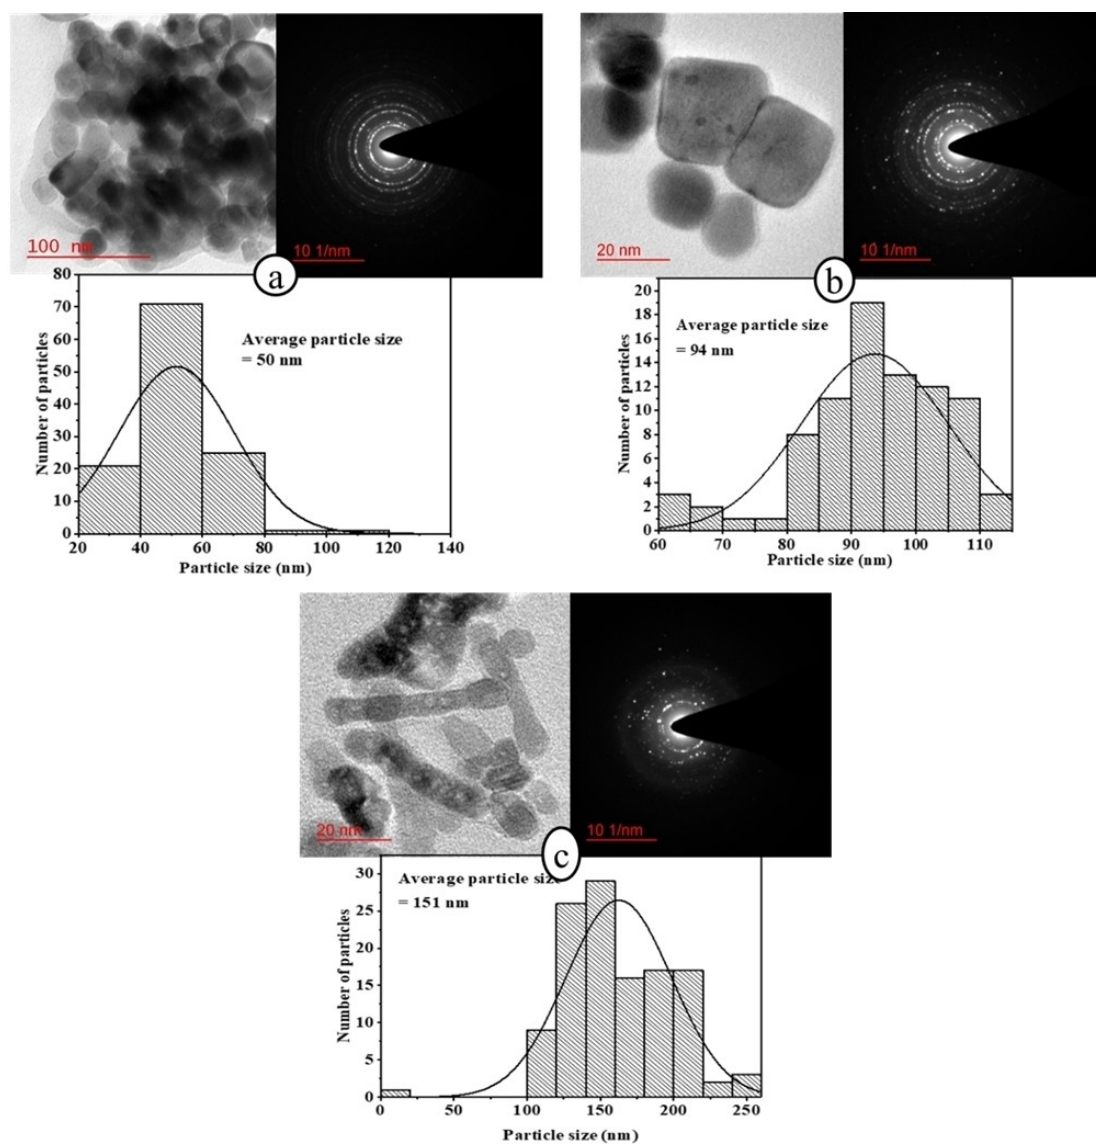 100 nm
10 1/nm
a
80
70
60
50
40
30
20
10
0
Number of particles
Average particle size
= 50 nm
20 40 60 80 100 120 140
Particle size (nm)
20 nm
10 1/nm
b
20
18
16
14
12
10
8
6
4
2
0
Number of particles
Average particle size
= 94 nm
60 70 80 90 100 110
Particle size (nm)
20 nm
10 1/nm
c
30
25
20
15
10
5
0
Number of particles
Average particle size
= 151 nm
0 50 100 150 200 250
Particle size (nm)